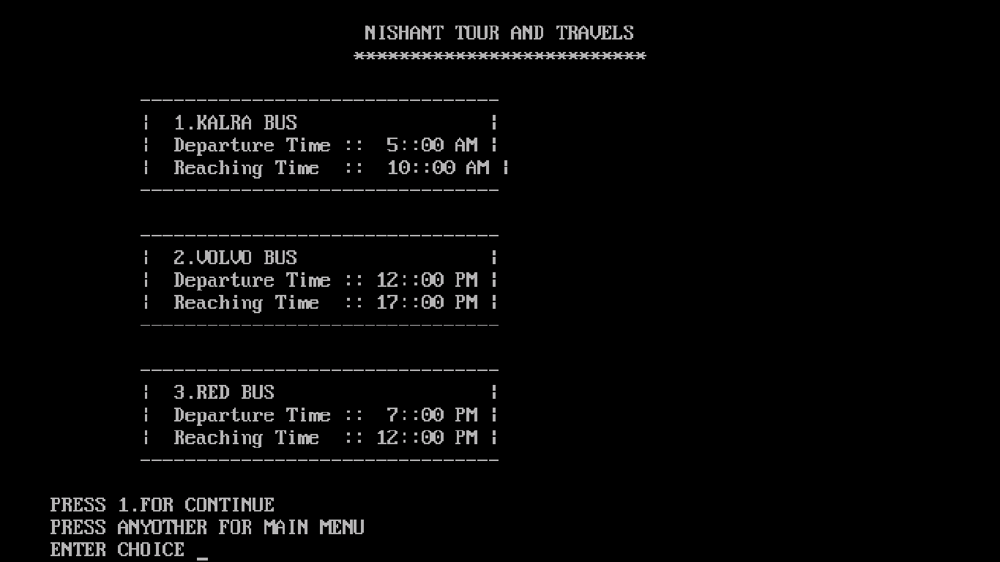 NISHANT TOUR AND TRAVELS
**************************
--------------------------------
|  1.KALRA BUS                 |
|  Departure Time ::  5::00 AM |
|  Reaching Time  ::  10::00 AM |
--------------------------------
--------------------------------
|  2.VOLVO BUS                 |
|  Departure Time :: 12::00 PM |
|  Reaching Time  :: 17::00 PM |
--------------------------------
--------------------------------
|  3.RED BUS                   |
|  Departure Time ::  7::00 PM |
|  Reaching Time  :: 12::00 PM |
--------------------------------
PRESS 1.FOR CONTINUE
PRESS ANYOTHER FOR MAIN MENU
ENTER CHOICE _